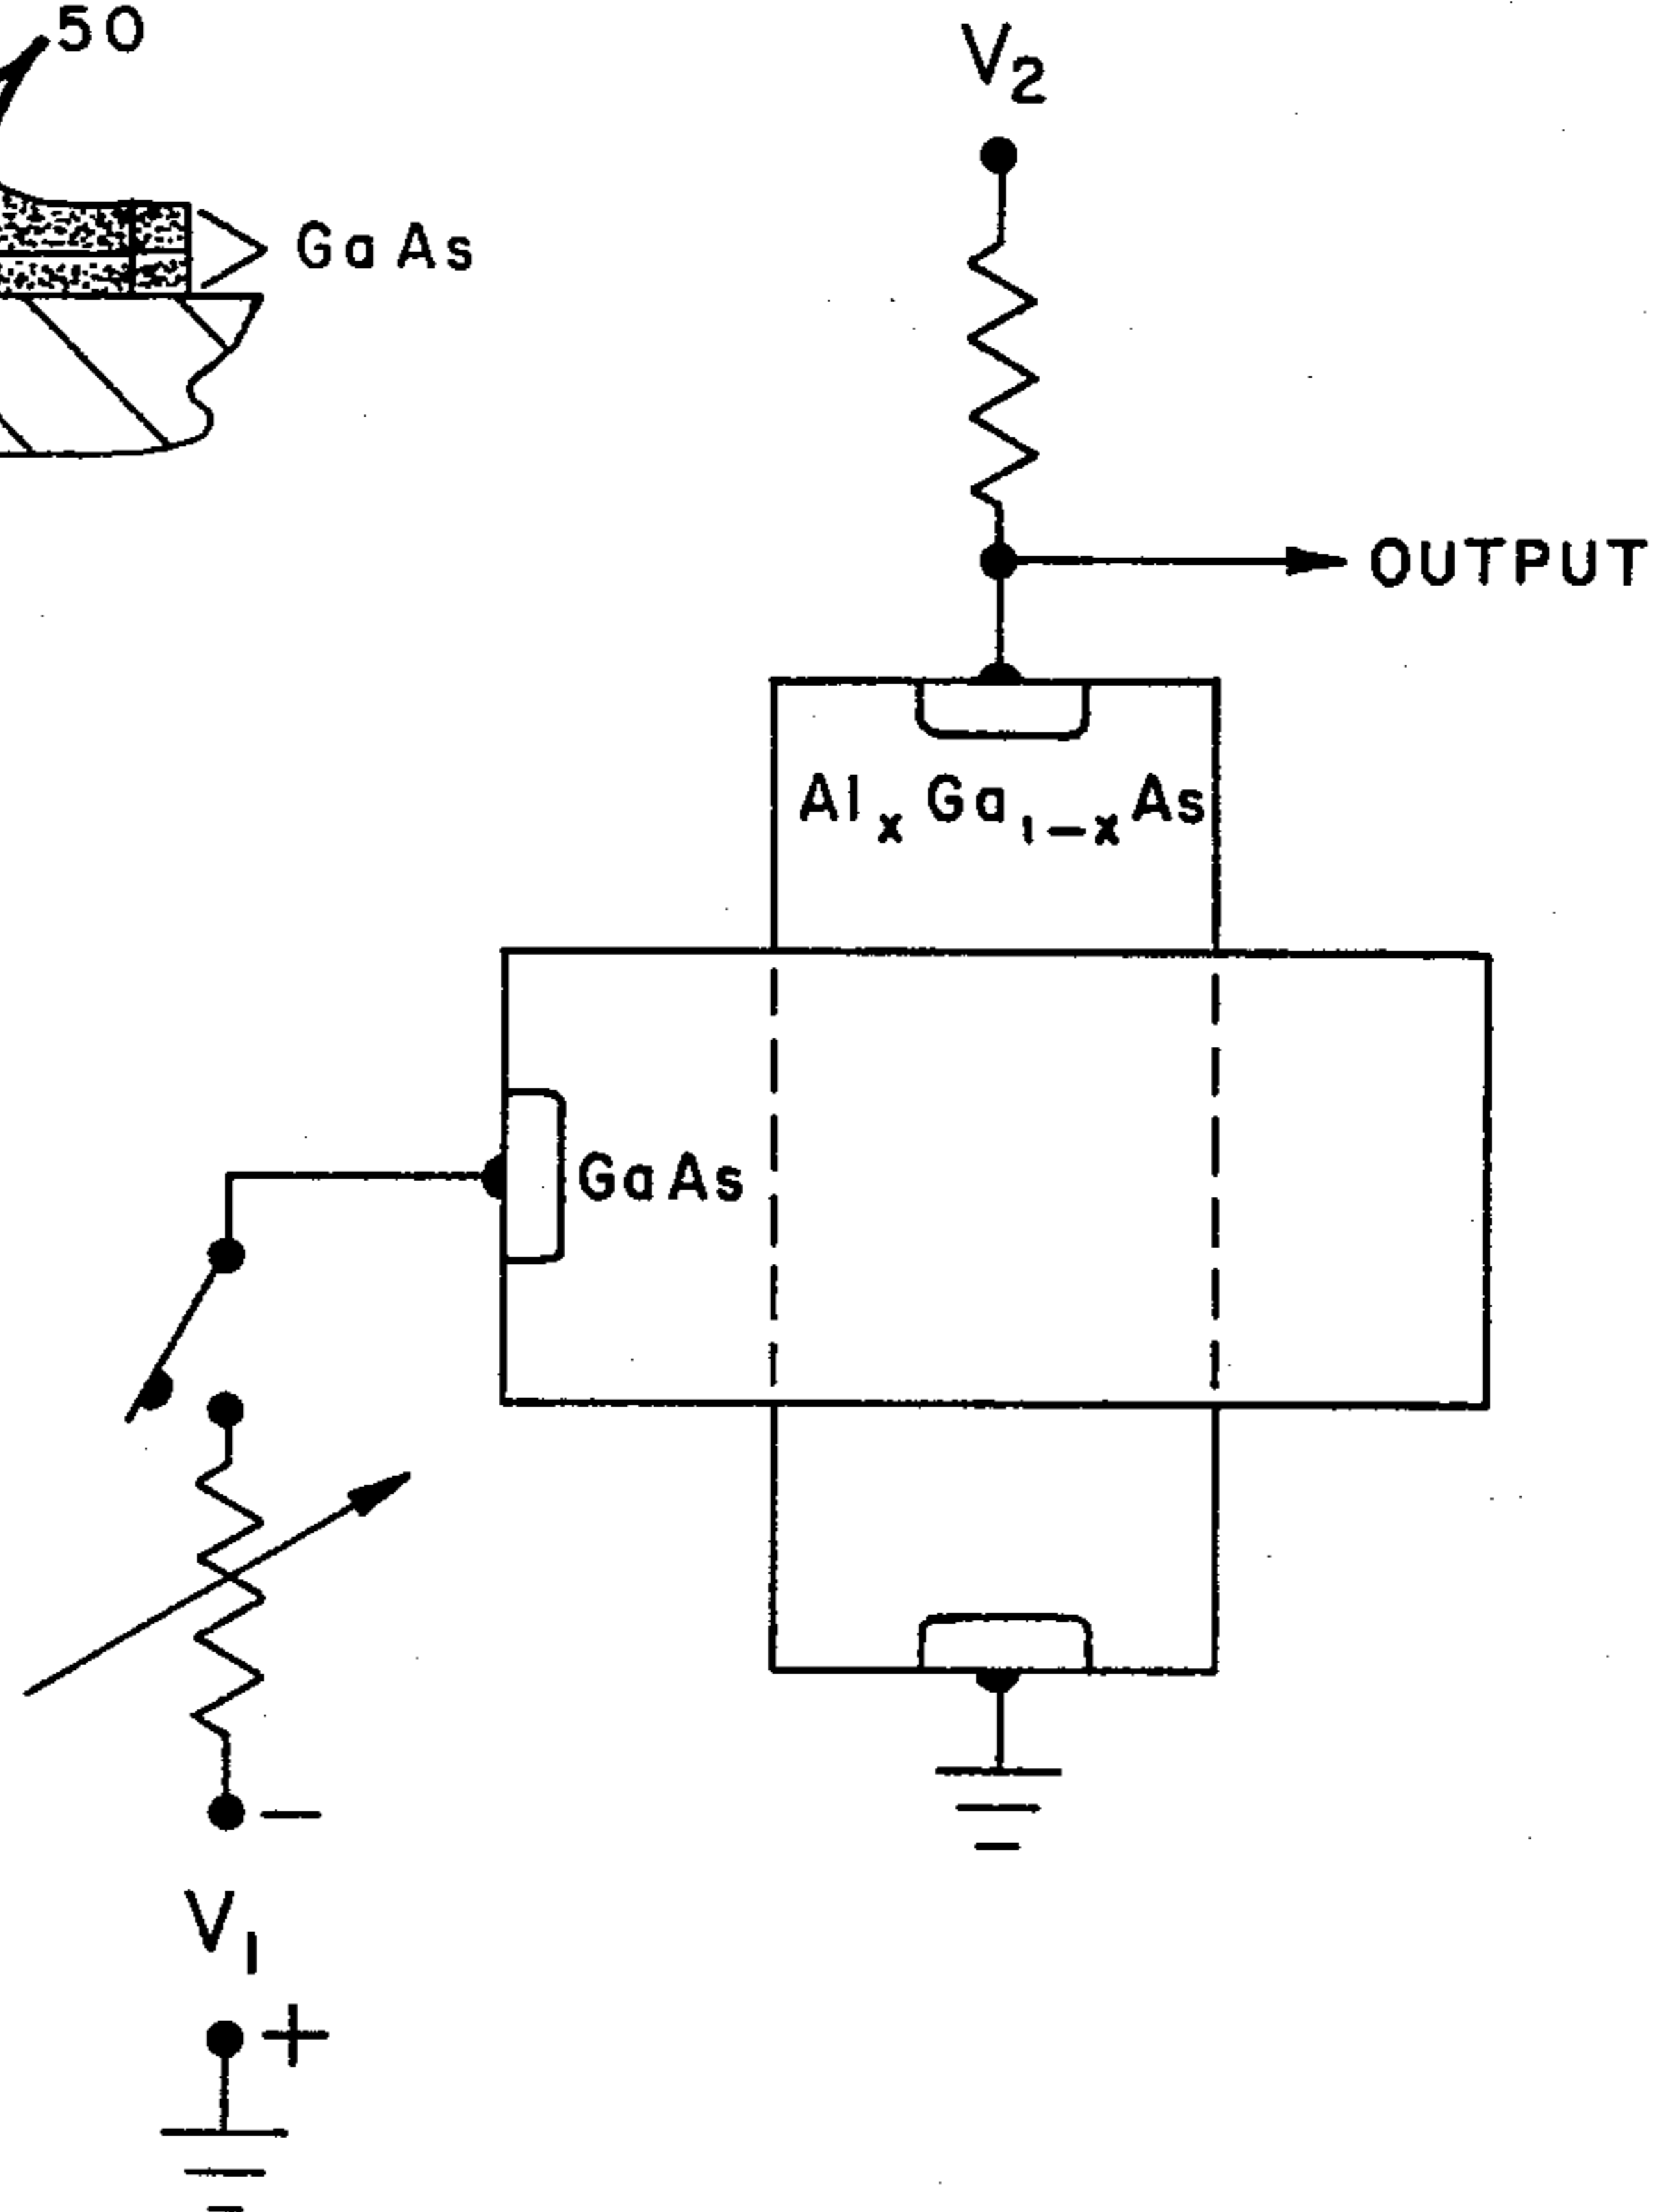 50
V₂
GaAs
OUTPUT
AlₓGa₁₋ₓAs
GaAs
−
V₁
+